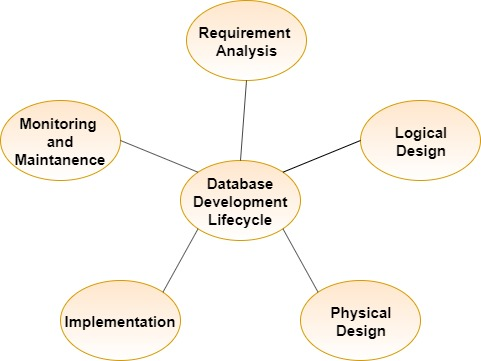 Requirement
Analysis
Logical
Design
Physical
Design
Implementation
Monitoring
and
Maintanence
Database
Development
Lifecycle